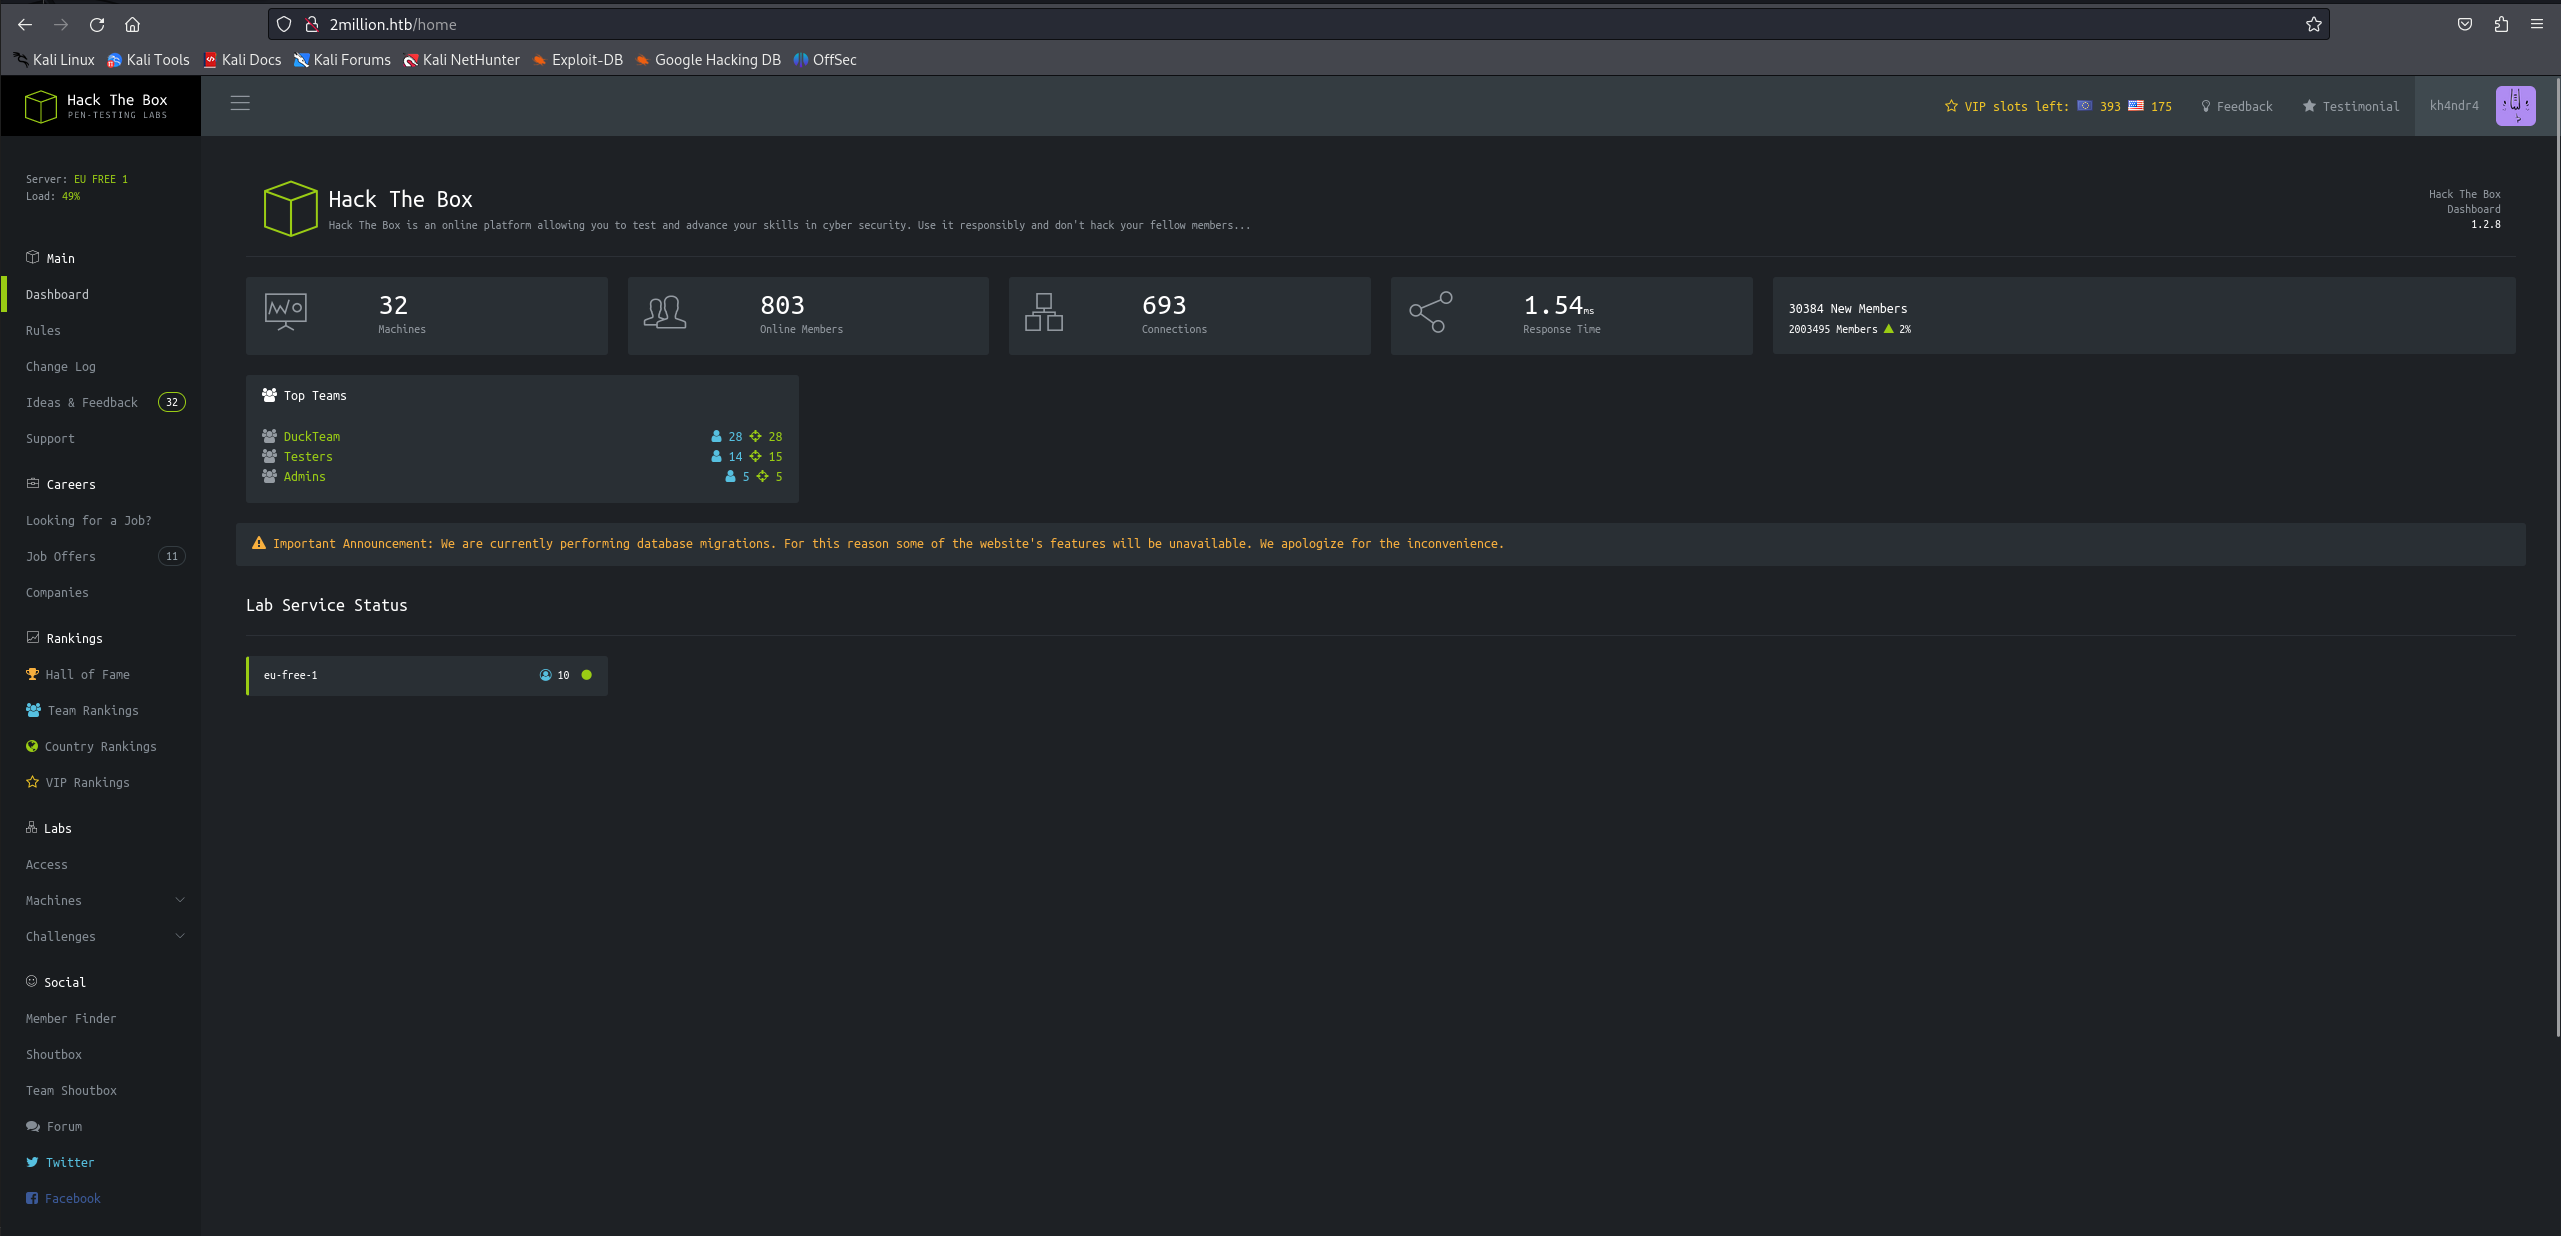 2million.htb/home
Kali Linux Kali Tools Kali Docs Kali Forums Kali NetHunter Exploit-DB Google Hacking DB OffSec
Hack The Box
PEN-TESTING LABS
VIP slots left: 393 175 Feedback Testimonial kh4ndr4
Server: EU FREE 1
Load: 49%
Main
Dashboard
Rules
Change Log
Ideas & Feedback 32
Support
Careers
Looking for a Job?
Job Offers 11
Companies
Rankings
Hall of Fame
Team Rankings
Country Rankings
VIP Rankings
Labs
Access
Machines
Challenges
Social
Member Finder
Shoutbox
Team Shoutbox
Forum
Twitter
Facebook
Hack The Box
Hack The Box is an online platform allowing you to test and advance your skills in cyber security. Use it responsibly and don't hack your fellow members...
Hack The Box
Dashboard
1.2.8
32
Machines
803
Online Members
693
Connections
1.54ms
Response Time
30384 New Members
2003495 Members 2%
Top Teams
DuckTeam 28 28
Testers 14 15
Admins 5 5
Important Announcement: We are currently performing database migrations. For this reason some of the website's features will be unavailable. We apologize for the inconvenience.
Lab Service Status
eu-free-1 10